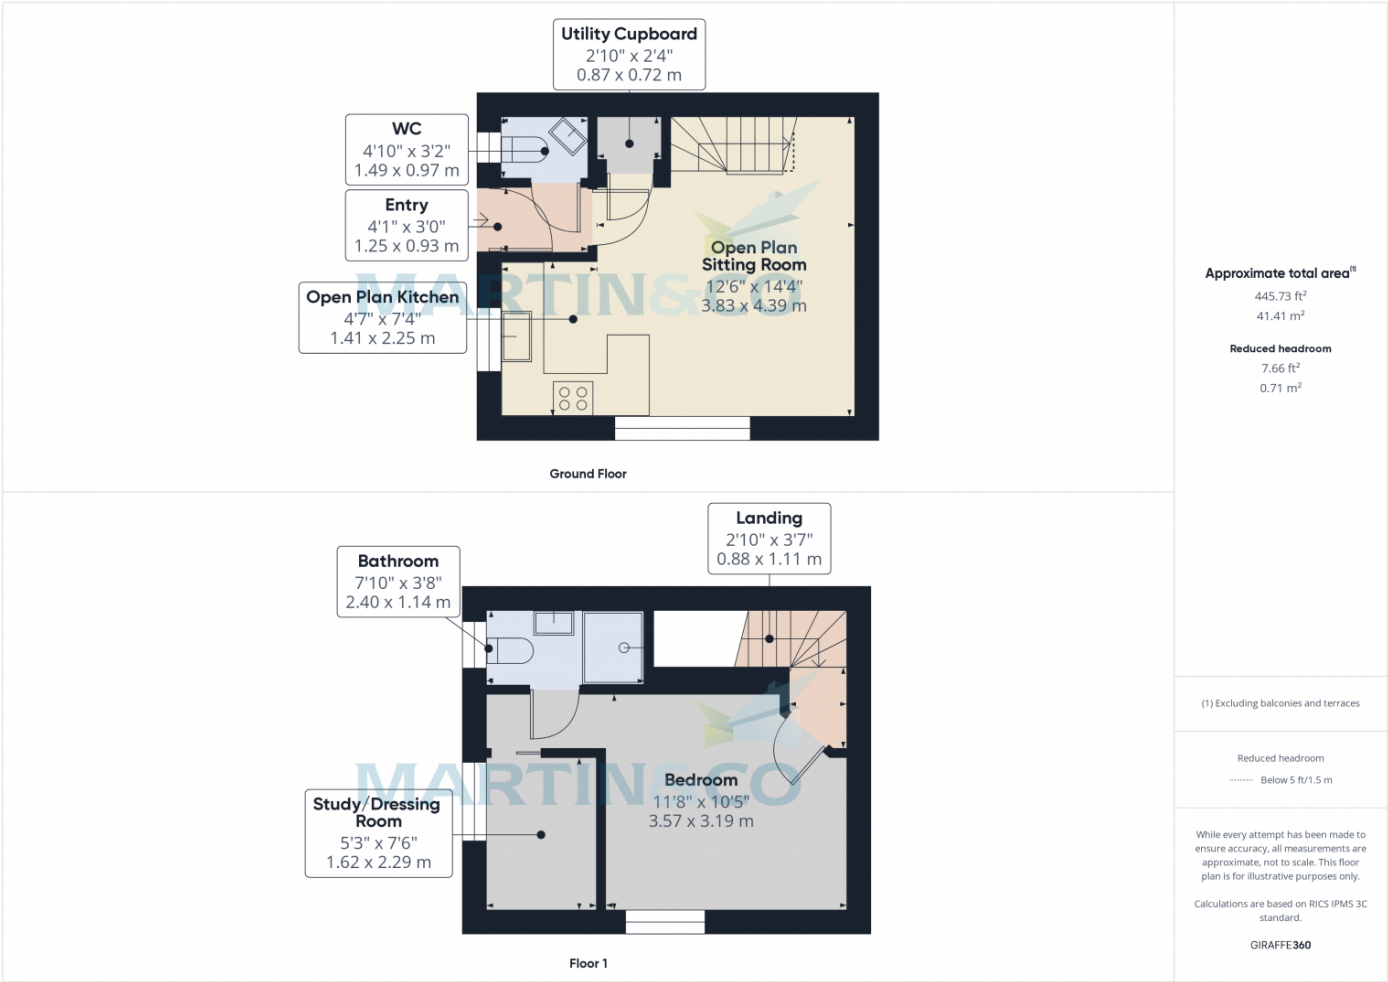 Utility Cupboard
2'10" x 2'4"
0.87 x 0.72 m
WC
4'10" x 3'2"
1.49 x 0.97 m
Entry
4'1" x 3'0"
1.25 x 0.93 m
Open Plan Kitchen
4'7" x 7'4"
1.41 x 2.25 m
Open Plan
Sitting Room
12'6" x 14'4"
3.83 x 4.39 m
MARTIN&CO
Ground Floor
Landing
2'10" x 3'7"
0.88 x 1.11 m
Bathroom
7'10" x 3'8"
2.40 x 1.14 m
Study/Dressing
Room
5'3" x 7'6"
1.62 x 2.29 m
Bedroom
11'8" x 10'5"
3.57 x 3.19 m
MARTIN&CO
Floor 1
Approximate total area(1)
445.73 ft²
41.41 m²
Reduced headroom
7.66 ft²
0.71 m²
(1) Excluding balconies and terraces
Reduced headroom
Below 5 ft/1.5 m
While every attempt has been made to
ensure accuracy, all measurements are
approximate, not to scale. This floor
plan is for illustrative purposes only.
Calculations are based on RICS IPMS 3C
standard.
GIRAFFE360